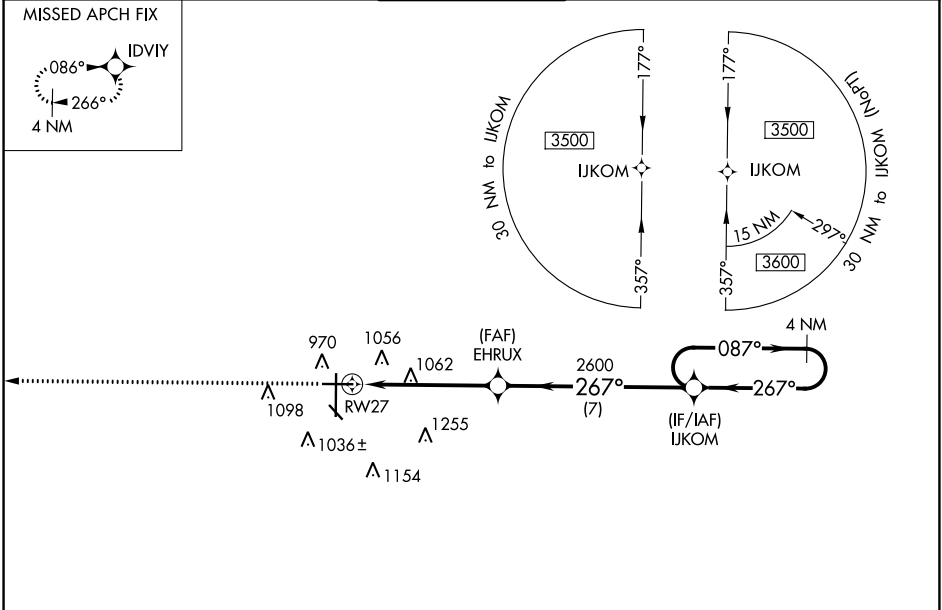 MISSED APCH FIX
IDVIY
086°
266°
4 NM
30 NM to IJKOM
177°
3500
IJKOM
357°
177°
3500
IJKOM
15 NM
297°
3600
357°
30 NM to IJKOM (NoPT)
4 NM
087°
267°
(IF/IAF)
IJKOM
2600
267°
(7)
(FAF)
EHRUX
970
1056
1062
RW27
1098
1036±
1255
1154